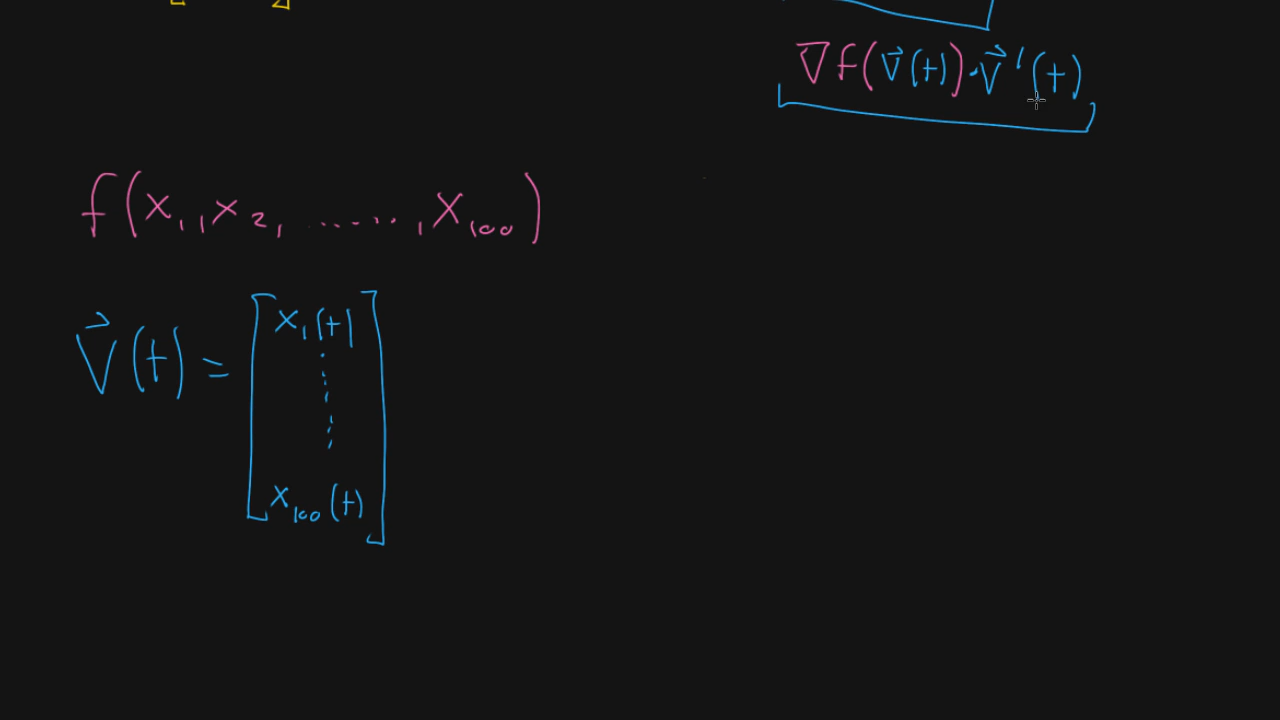 ∇f(v⃗(t))·v⃗'(t)
f(x₁,x₂,......,x₁₀₀)
v⃗(t) = [x₁(t)
⋮
x₁₀₀(t)]